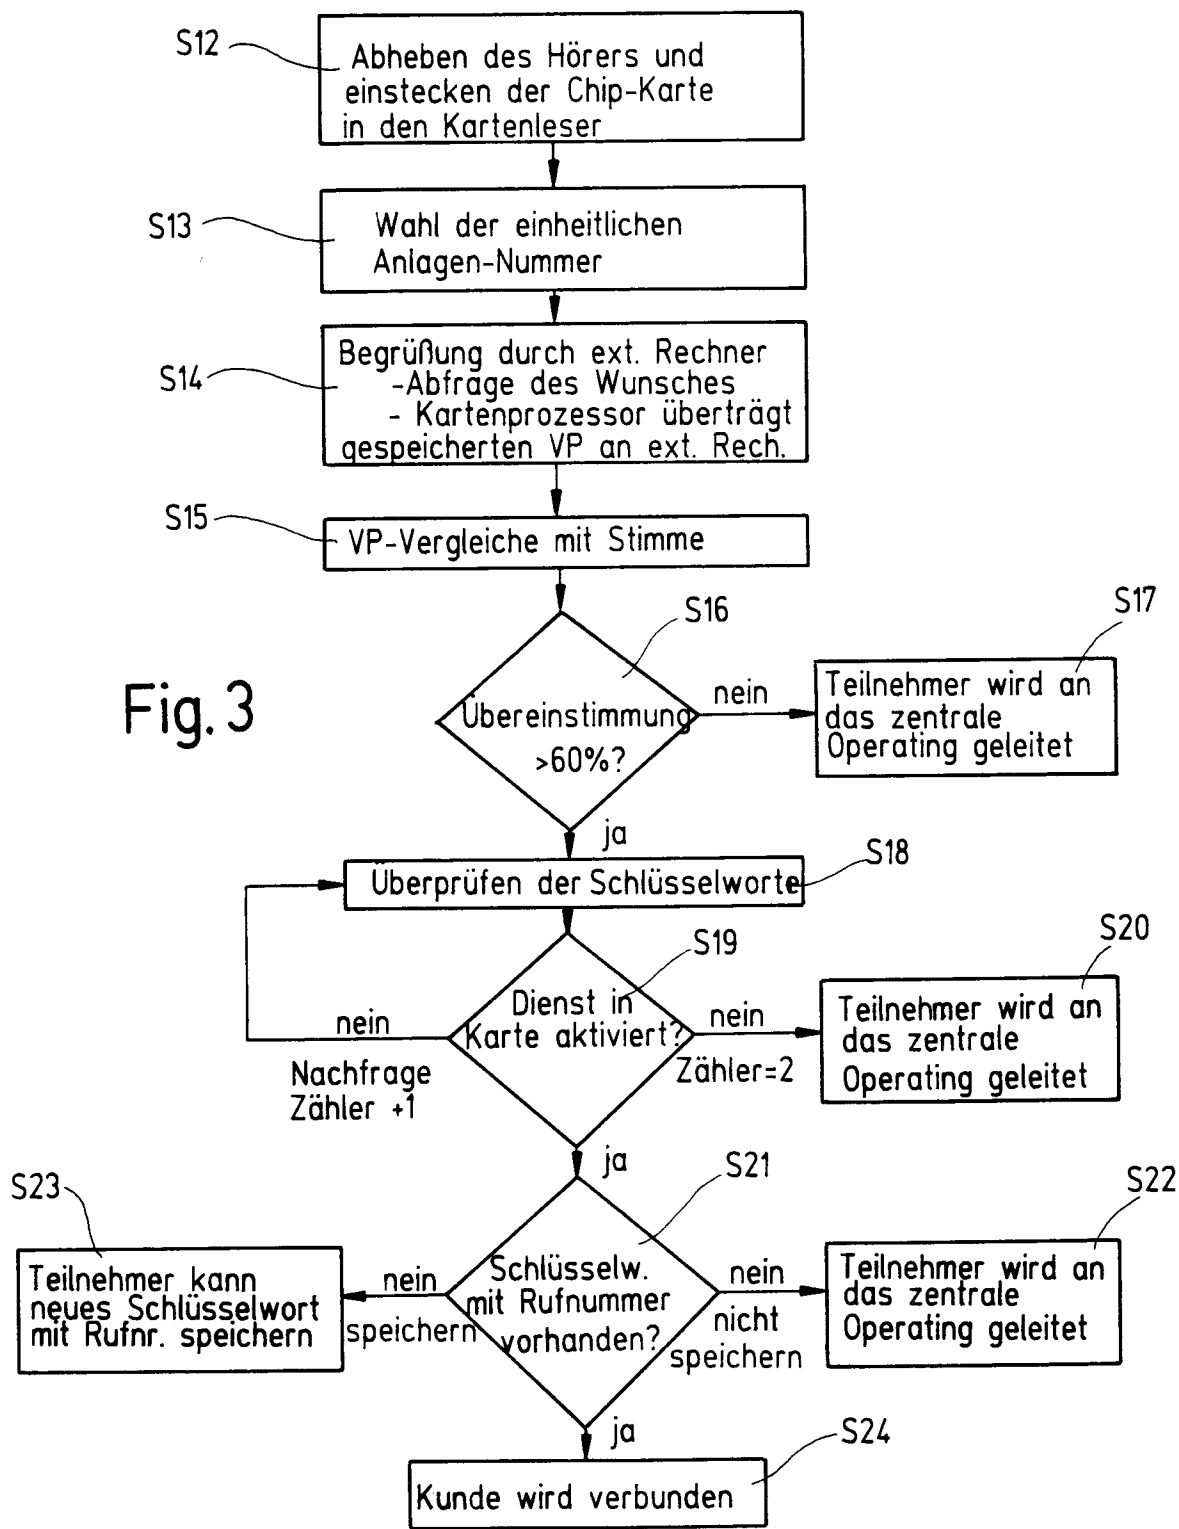 S12
Abheben des Hörers und
einstecken der Chip-Karte
in den Kartenleser
S13
Wahl der einheitlichen
Anlagen-Nummer
S14
Begrüßung durch ext. Rechner
-Abfrage des Wunsches
- Kartenprozessor überträgt
gespeicherten VP an ext. Rech.
S15
VP-Vergleiche mit Stimme
S16
Übereinstimmung
>60%?
nein
S17
Teilnehmer wird an
das zentrale
Operating geleitet
Fig. 3
ja
S18
Überprüfen der Schlüsselworte
S19
Dienst in
Karte aktiviert?
nein
Nachfrage
Zähler +1
nein
Zähler=2
S20
Teilnehmer wird an
das zentrale
Operating geleitet
ja
S21
Schlüsselw.
mit Rufnummer
vorhanden?
nein
speichern
S23
Teilnehmer kann
neues Schlüsselwort
mit Rufnr. speichern
nein
nicht
speichern
S22
Teilnehmer wird an
das zentrale
Operating geleitet
ja
S24
Kunde wird verbunden